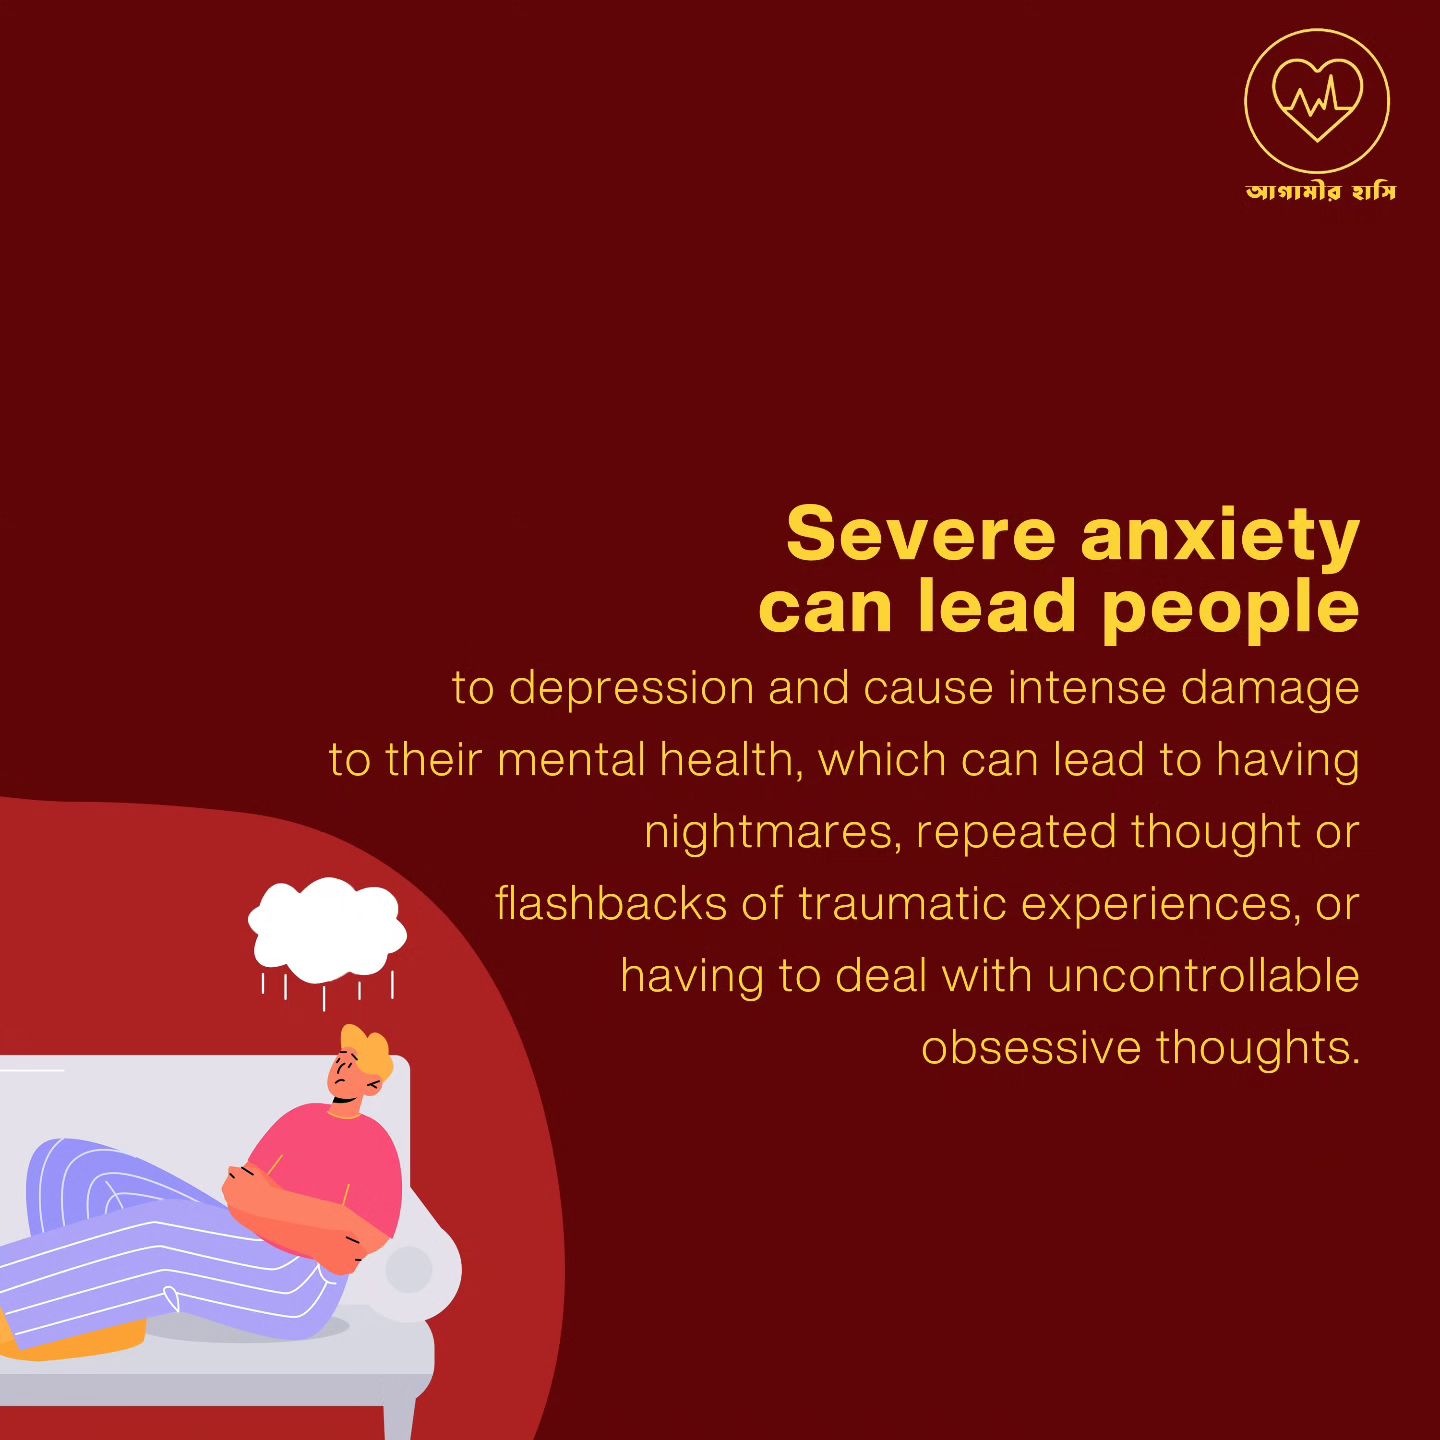 আগামীর হাসি
Severe anxiety
can lead people
to depression and cause intense damage
to their mental health, which can lead to having
nightmares, repeated thought or
flashbacks of traumatic experiences, or
having to deal with uncontrollable
obsessive thoughts.